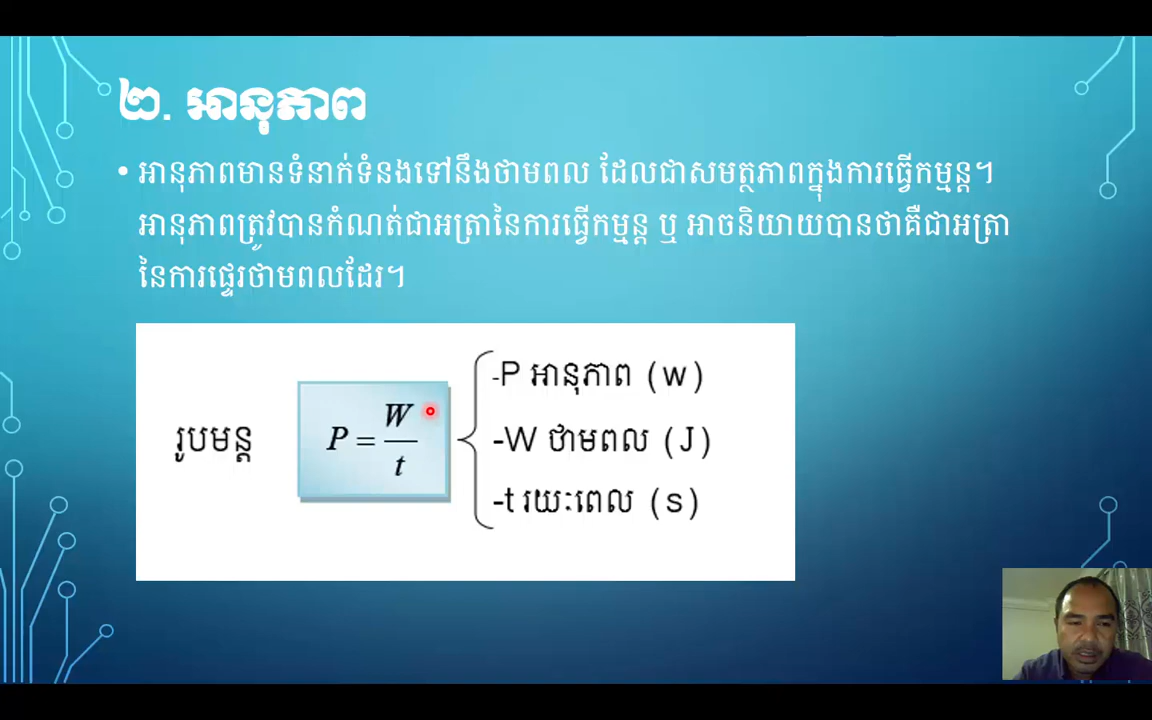 ២. អានុភាព
• អានុភាពមានទំនាក់ទំនងទៅនឹងថាមពល ដែលជាសមត្ថភាពក្នុងការធ្វើកម្មន្ត។
អានុភាពត្រូវបានកំណត់ជាអត្រានៃការធ្វើកម្មន្ត ឬ អាចនិយាយបានថាគឺជាអត្រា
នៃការផ្ទេរថាមពលដែរ។
-P អានុភាព (w)
រូបមន្ត P = W/t -W ថាមពល (J)
-t រយៈពេល (s)